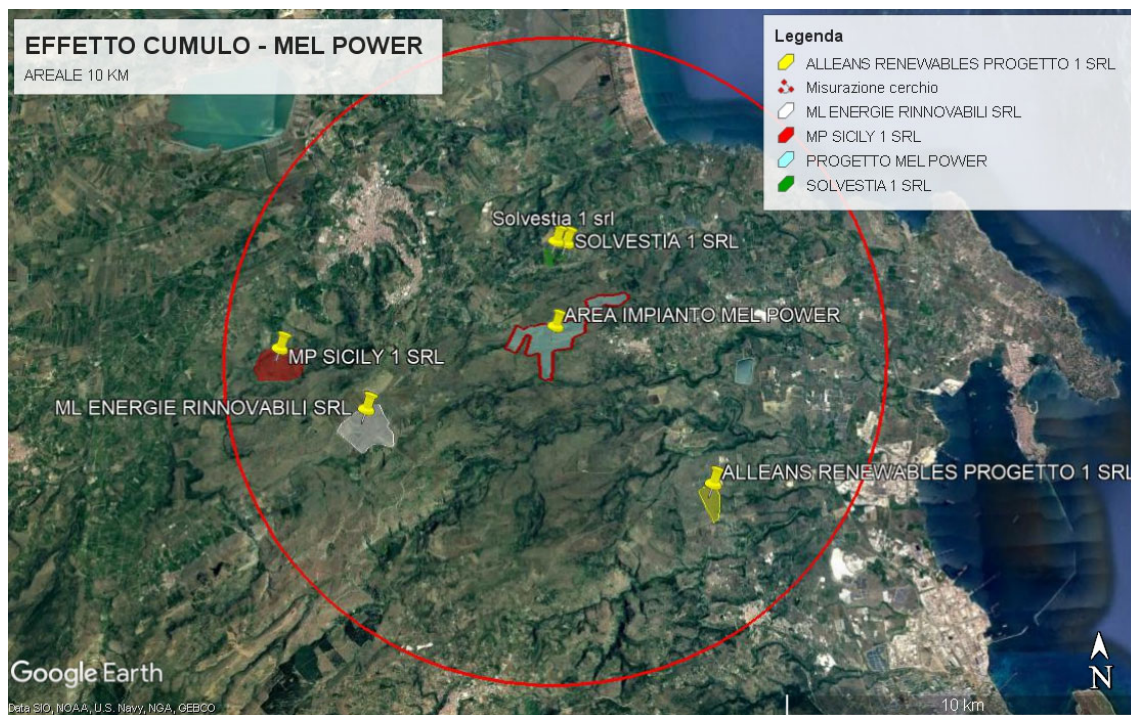 EFFETTO CUMULO - MEL POWER
AREALE 10 KM
Legenda
ALLEANS RENEWABLES PROGETTO 1 SRL
Misurazione cerchio
ML ENERGIE RINNOVABILI SRL
MP SICILY 1 SRL
PROGETTO MEL POWER
SOLVESTIA 1 SRL
Solvestia 1 srl
SOLVESTIA 1 SRL
AREA IMPIANTO MEL POWER
MP SICILY 1 SRL
ML ENERGIE RINNOVABILI SRL
ALLEANS RENEWABLES PROGETTO 1 SRL
Google Earth
Data SIO, NOAA, U.S. Navy, NGA, GEBCO
10 km
N